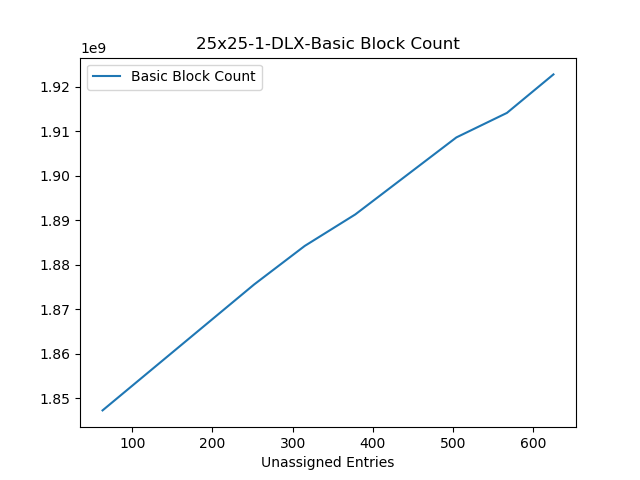 25x25-1-DLX-Basic Block Count
1e9
Basic Block Count
1.92
1.91
1.90
1.89
1.88
1.87
1.86
1.85
100 200 300 400 500 600
Unassigned Entries